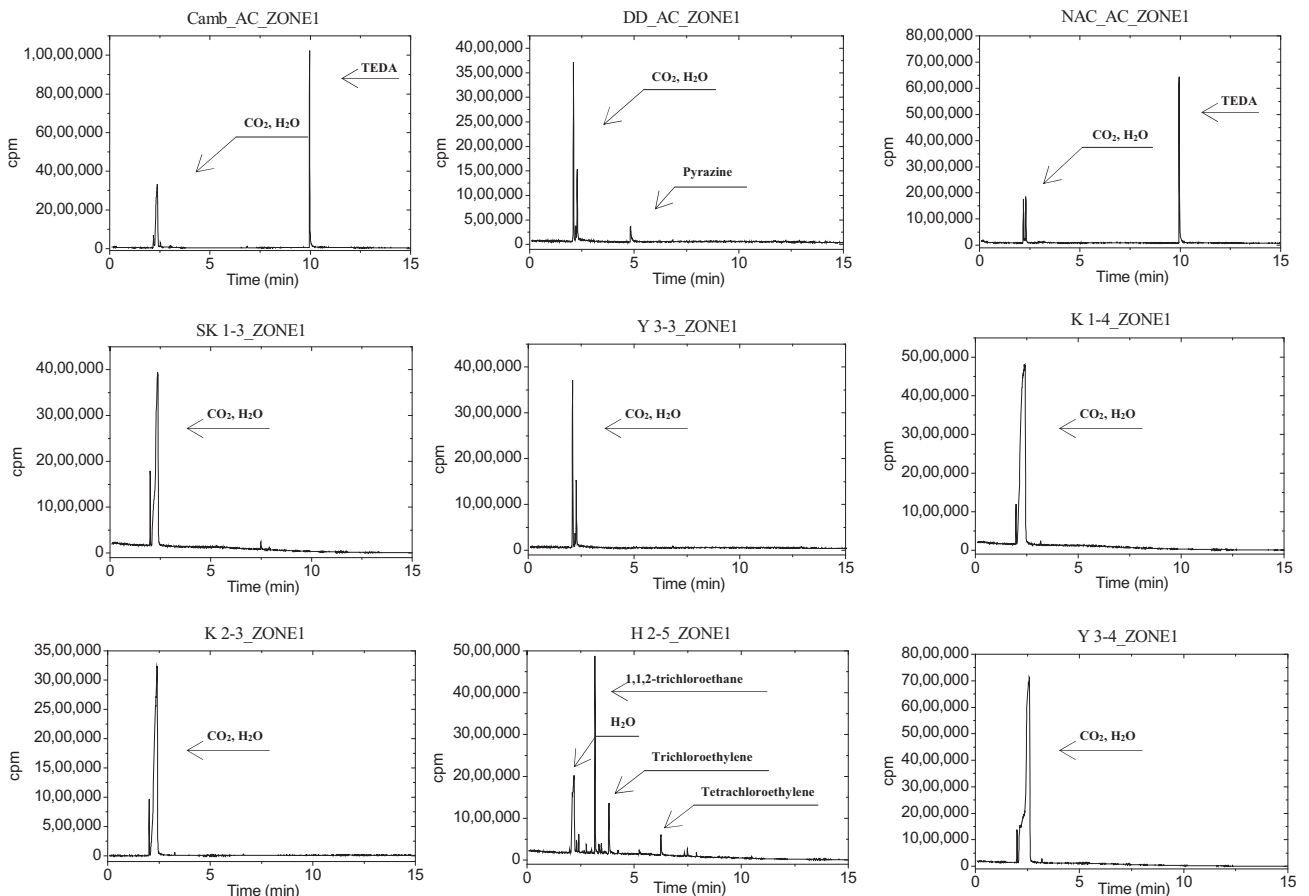 Camb_AC_ZONE1
1,00,00,000
80,00,000
60,00,000
40,00,000
20,00,000
0
cpm
TEDA
CO₂, H₂O
0 5 10 15
Time (min)
DD_AC_ZONE1
40,00,000
35,00,000
30,00,000
25,00,000
20,00,000
15,00,000
10,00,000
5,00,000
0
cpm
CO₂, H₂O
Pyrazine
0 5 10 15
Time (min)
NAC_AC_ZONE1
80,00,000
70,00,000
60,00,000
50,00,000
40,00,000
30,00,000
20,00,000
10,00,000
0
cpm
TEDA
CO₂, H₂O
0 5 10 15
Time (min)
SK 1-3_ZONE1
40,00,000
30,00,000
20,00,000
10,00,000
0
cpm
CO₂, H₂O
0 5 10 15
Time (min)
Y 3-3_ZONE1
40,00,000
30,00,000
20,00,000
10,00,000
0
cpm
CO₂, H₂O
0 5 10 15
Time (min)
K 1-4_ZONE1
50,00,000
40,00,000
30,00,000
20,00,000
10,00,000
0
cpm
CO₂, H₂O
0 5 10 15
Time (min)
K 2-3_ZONE1
35,00,000
30,00,000
25,00,000
20,00,000
15,00,000
10,00,000
5,00,000
0
cpm
CO₂, H₂O
0 5 10 15
Time (min)
H 2-5_ZONE1
50,00,000
40,00,000
30,00,000
20,00,000
10,00,000
0
cpm
1,1,2-trichloroethane
H₂O
Trichloroethylene
Tetrachloroethylene
0 5 10 15
Time (min)
Y 3-4_ZONE1
80,00,000
70,00,000
60,00,000
50,00,000
40,00,000
30,00,000
20,00,000
10,00,000
0
cpm
CO₂, H₂O
0 5 10 15
Time (min)